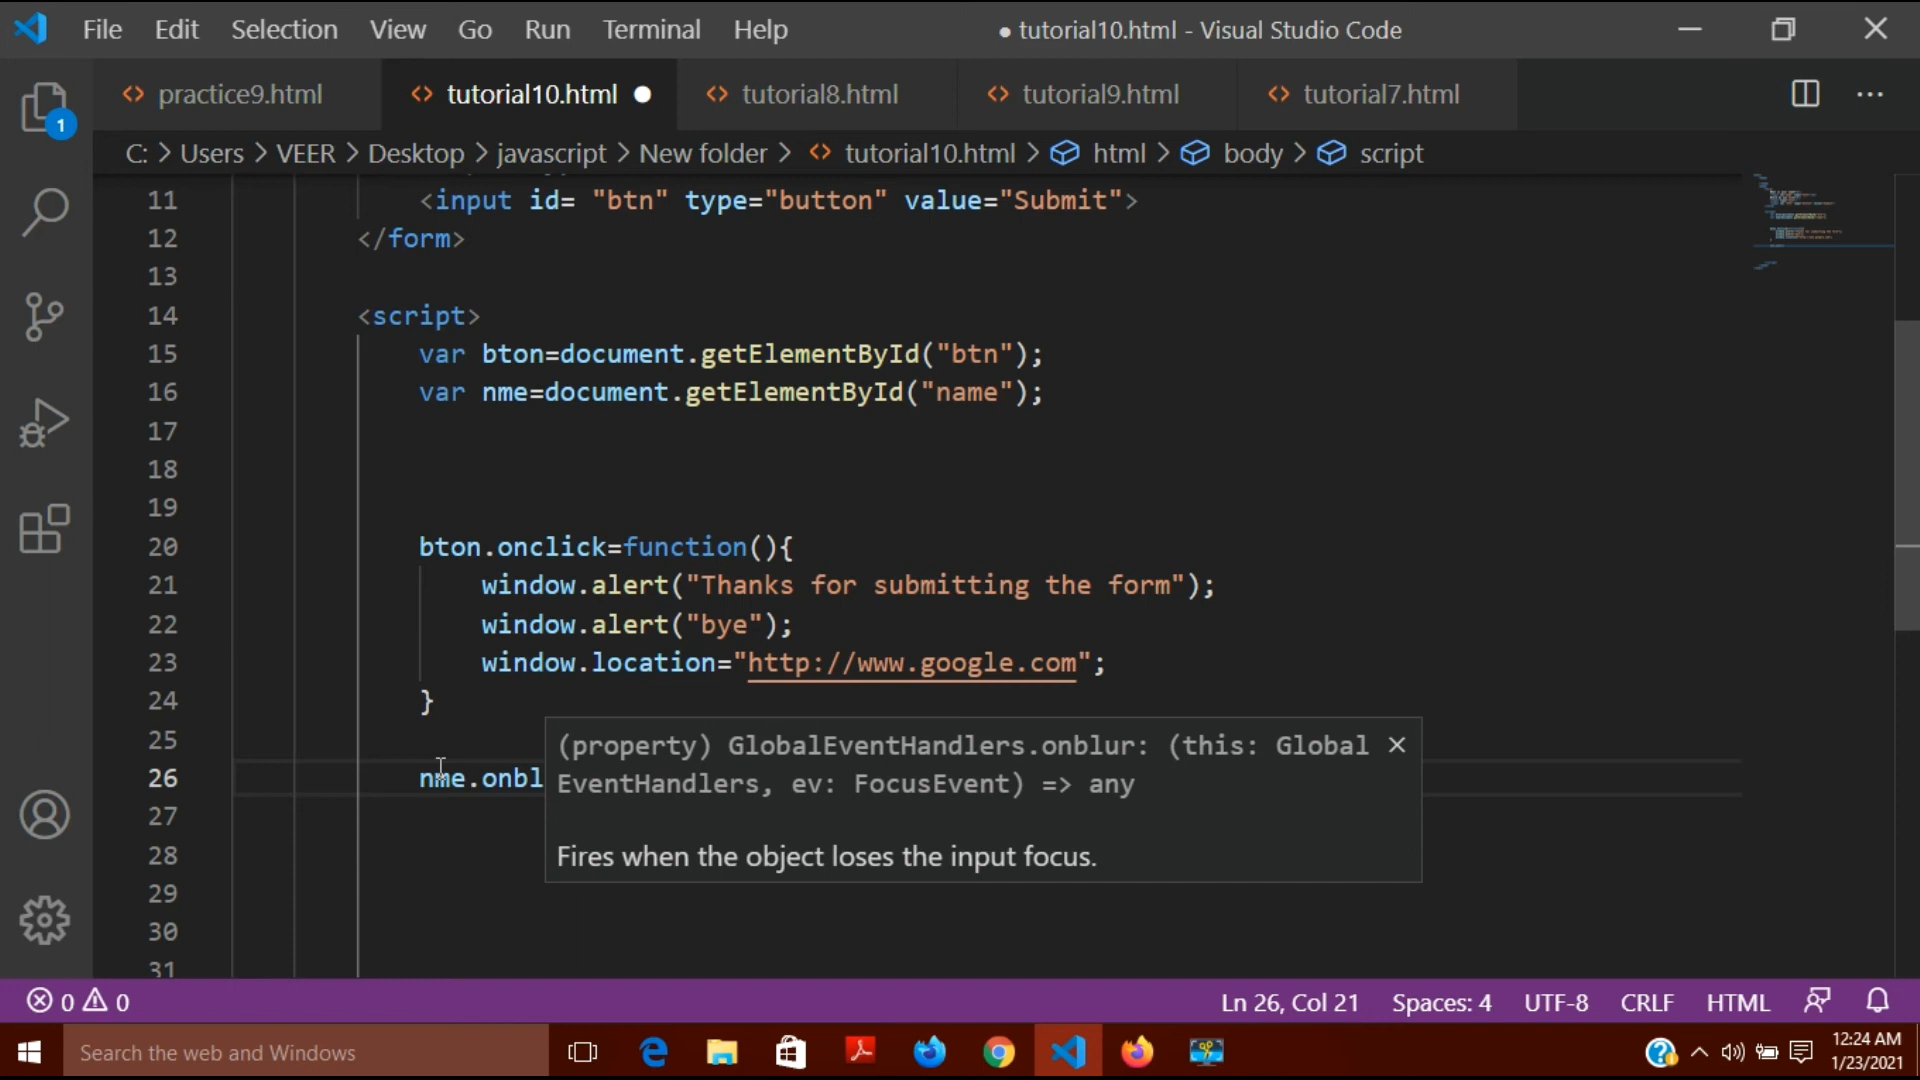 File Edit Selection View Go Run Terminal Help ● tutorial10.html - Visual Studio Code
practice9.html tutorial10.html tutorial8.html tutorial9.html tutorial7.html
C: > Users > VEER > Desktop > javascript > New folder > tutorial10.html > html > body > script
11 <input id= "btn" type="button" value="Submit">
12 </form>
13
14 <script>
15 var bton=document.getElementById("btn");
16 var nme=document.getElementById("name");
17
18
19
20 bton.onclick=function(){
21 window.alert("Thanks for submitting the form");
22 window.alert("bye");
23 window.location="http://www.google.com";
24 }
25
26 nme.onbl
27
28
29
30
31
(property) GlobalEventHandlers.onblur: (this: Global
EventHandlers, ev: FocusEvent) => any
Fires when the object loses the input focus.
1
0 0 Ln 26, Col 21 Spaces: 4 UTF-8 CRLF HTML
Search the web and Windows
12:24 AM
1/23/2021